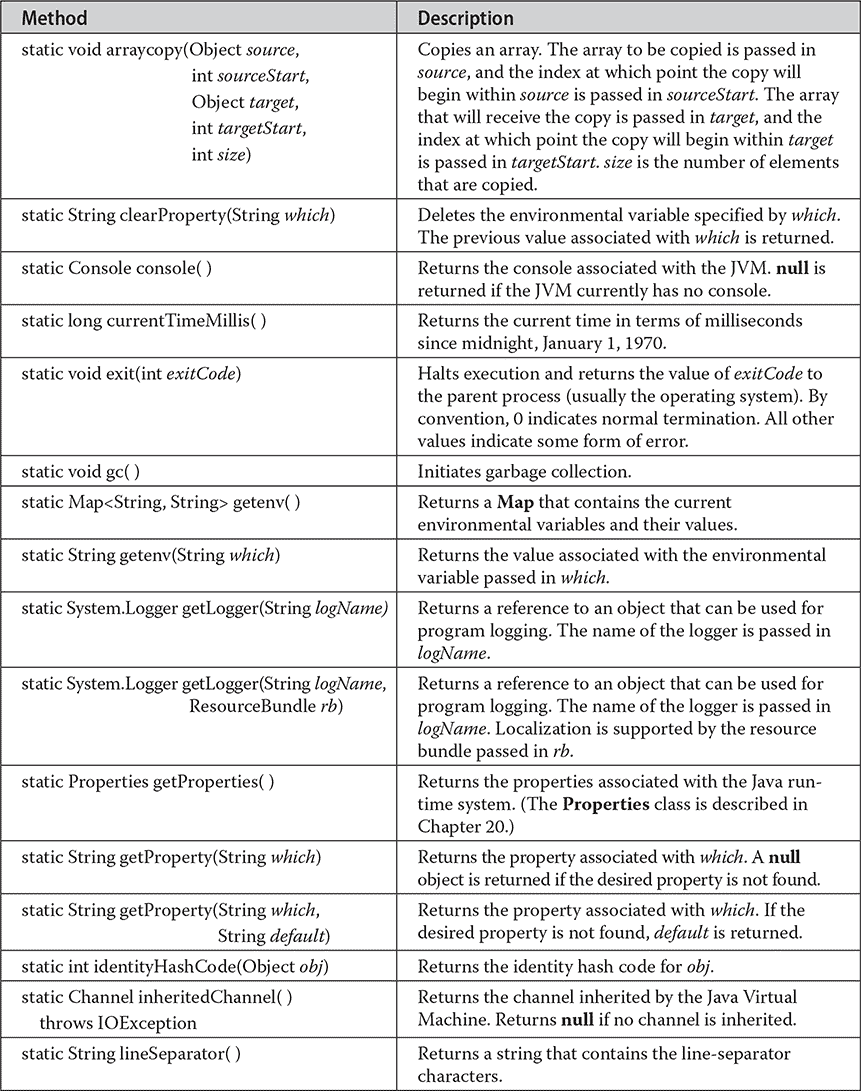 Method Description
static void arraycopy(Object source,
int sourceStart,
Object target,
int targetStart,
int size)
Copies an array. The array to be copied is passed in
source, and the index at which point the copy will
begin within source is passed in sourceStart. The array
that will receive the copy is passed in target, and the
index at which point the copy will begin within target
is passed in targetStart. size is the number of elements
that are copied.
static String clearProperty(String which)
Deletes the environmental variable specified by which.
The previous value associated with which is returned.
static Console console( )
Returns the console associated with the JVM. null is
returned if the JVM currently has no console.
static long currentTimeMillis( )
Returns the current time in terms of milliseconds
since midnight, January 1, 1970.
static void exit(int exitCode)
Halts execution and returns the value of exitCode to
the parent process (usually the operating system). By
convention, 0 indicates normal termination. All other
values indicate some form of error.
static void gc( )
Initiates garbage collection.
static Map<String, String> getenv( )
Returns a Map that contains the current
environmental variables and their values.
static String getenv(String which)
Returns the value associated with the environmental
variable passed in which.
static System.Logger getLogger(String logName)
Returns a reference to an object that can be used for
program logging. The name of the logger is passed in
logName.
static System.Logger getLogger(String logName,
ResourceBundle rb)
Returns a reference to an object that can be used for
program logging. The name of the logger is passed in
logName. Localization is supported by the resource
bundle passed in rb.
static Properties getProperties( )
Returns the properties associated with the Java run-
time system. (The Properties class is described in
Chapter 20.)
static String getProperty(String which)
Returns the property associated with which. A null
object is returned if the desired property is not found.
static String getProperty(String which,
String default)
Returns the property associated with which. If the
desired property is not found, default is returned.
static int identityHashCode(Object obj)
Returns the identity hash code for obj.
static Channel inheritedChannel( )
throws IOException
Returns the channel inherited by the Java Virtual
Machine. Returns null if no channel is inherited.
static String lineSeparator( )
Returns a string that contains the line-separator
characters.